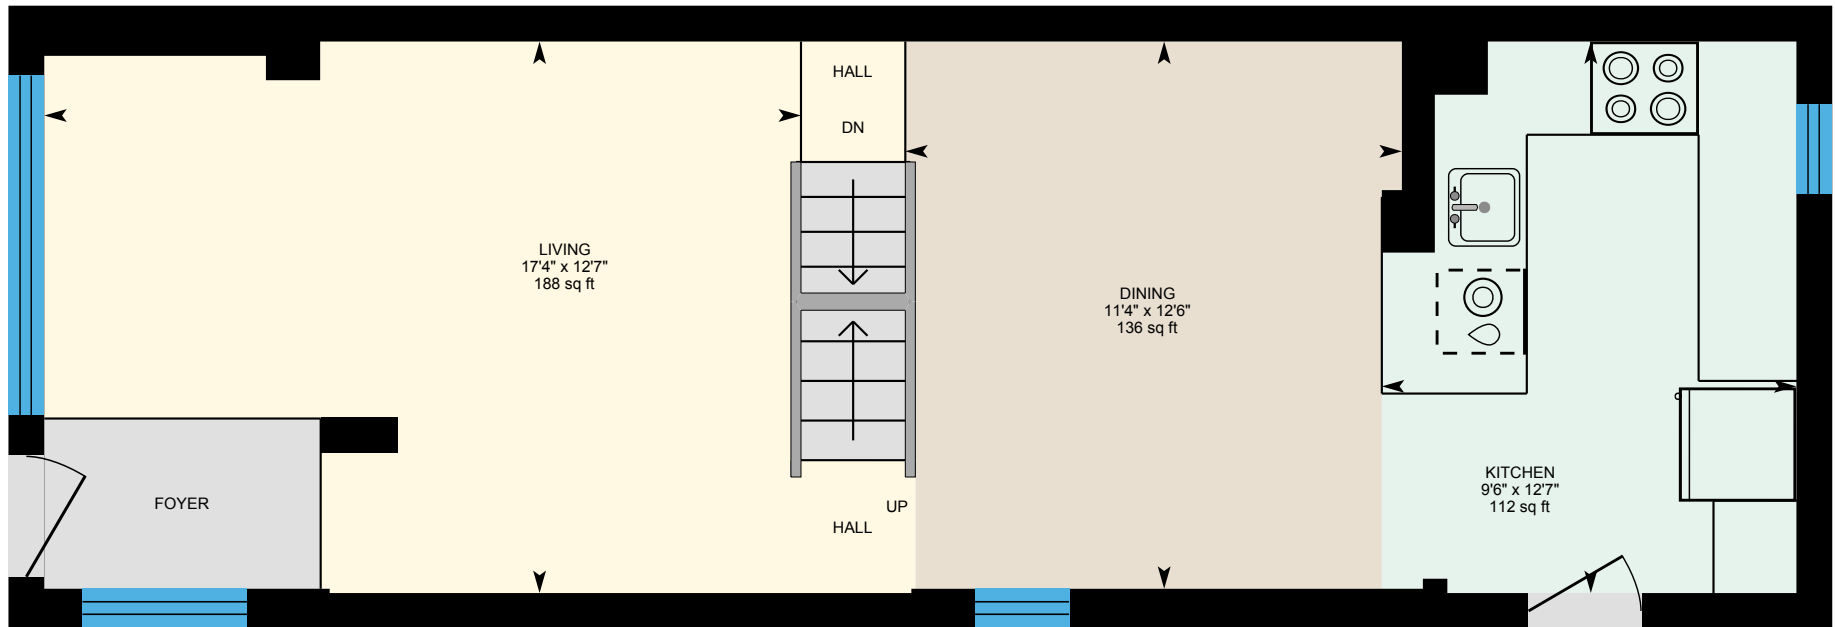 HALL
DN
LIVING
17'4" x 12'7"
188 sq ft
DINING
11'4" x 12'6"
136 sq ft
KITCHEN
9'6" x 12'7"
112 sq ft
FOYER
UP
HALL